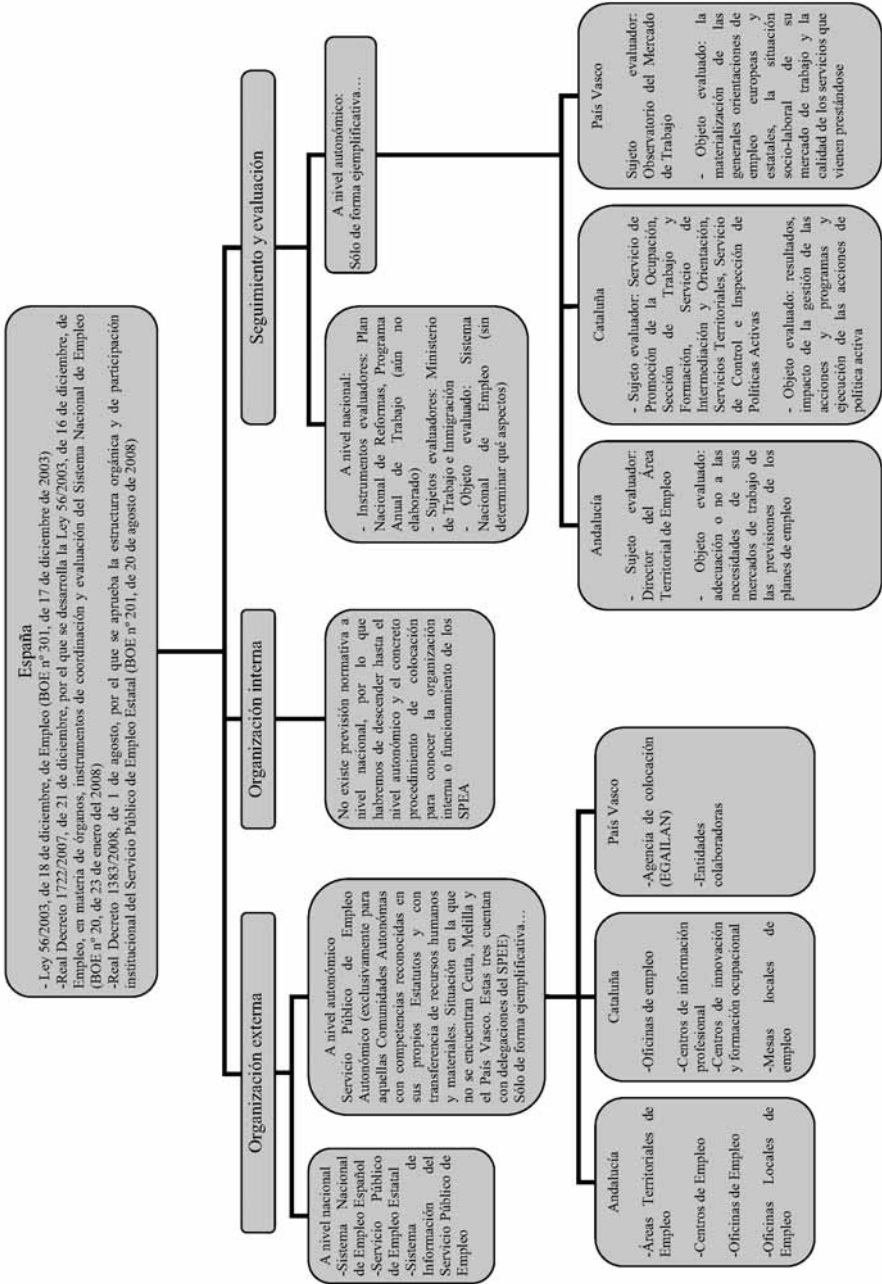 España
- Ley 56/2003, de 18 de diciembre, de Empleo (BOE nº 301, de 17 de diciembre de 2003)
-Real Decreto 1722/2007, de 21 de diciembre, por el que se desarrolla la Ley 56/2003, de 16 de diciembre, de
Empleo, en materia de órganos, instrumentos de coordinación y evaluación del Sistema Nacional de Empleo
(BOE nº 20, de 23 de enero del 2008)
-Real Decreto 1383/2008, de 1 de agosto, por el que se aprueba la estructura orgánica y de participación
institucional del Servicio Público de Empleo Estatal (BOE nº 201, de 20 de agosto de 2008)
Organización externa
Organización interna
Seguimiento y evaluación
A nivel nacional
-Sistema Nacional
de Empleo Español
-Servicio Público
de Empleo Estatal
-Sistema de
Información del
Servicio Público de
Empleo
A nivel autonómico
Servicio Público de Empleo
Autonómico (exclusivamente para
aquellas Comunidades Autonómas
con competencias reconocidas en
sus propios Estatutos y con
transferencia de recursos humanos
y materiales. Situación en la que
no se encuentran Ceuta, Melilla y
el País Vasco. Estas tres cuentan
con delegaciones del SPEE)
Sólo de forma ejemplificativa…
No existe previsión normativa a
nivel nacional, por lo que
habremos de descender hasta el
nivel autonómico y el concreto
procedimiento de colocación
para conocer la organización
interna o funcionamiento de los
SPEA
A nivel nacional:
- Instrumentos evaluadores: Plan
Nacional de Reformas, Programa
Anual de Trabajo (aún no
elaborado)
- Sujetos evaluadores: Ministerio
de Trabajo e Inmigración
- Objeto evaluado: Sistema
Nacional de Empleo (sin
determinar qué aspectos)
A nivel autonómico:
Sólo de forma ejemplificativa…
Andalucía
-Áreas Territoriales de
Empleo
-Centros de Empleo
-Oficinas de Empleo
-Oficinas Locales de
Empleo
Cataluña
-Oficinas de empleo
-Centros de información
profesional
-Centros de innovación
y formación ocupacional
-Mesas locales de
empleo
País Vasco
-Agencia de colocación
(EGAILAN)
-Entidades
colaboradoras
Andalucía
- Sujeto evaluador:
Director del Área
Territorial de Empleo
- Objeto evaluado:
adecuación o no a las
necesidades de sus
mercados de trabajo de
las previsiones de los
planes de empleo
Cataluña
- Sujeto evaluador: Servicio de
Promoción de la Ocupación,
Sección de Trabajo y
Formación, Servicio de
Intermediación y Orientación,
Servicios Territoriales, Servicio
de Control e Inspección de
Políticas Activas
- Objeto evaluado: resultados,
impacto de la gestión de las
acciones y programas y
ejecución de las acciones de
política activa
País Vasco
Sujeto evaluador:
Observatorio del Mercado
de Trabajo
- Objeto evaluado: la
materialización de las
generales orientaciones de
empleo europeas y
estatales, la situación
socio-laboral de su
mercado de trabajo y la
calidad de los servicios que
vienen prestándose